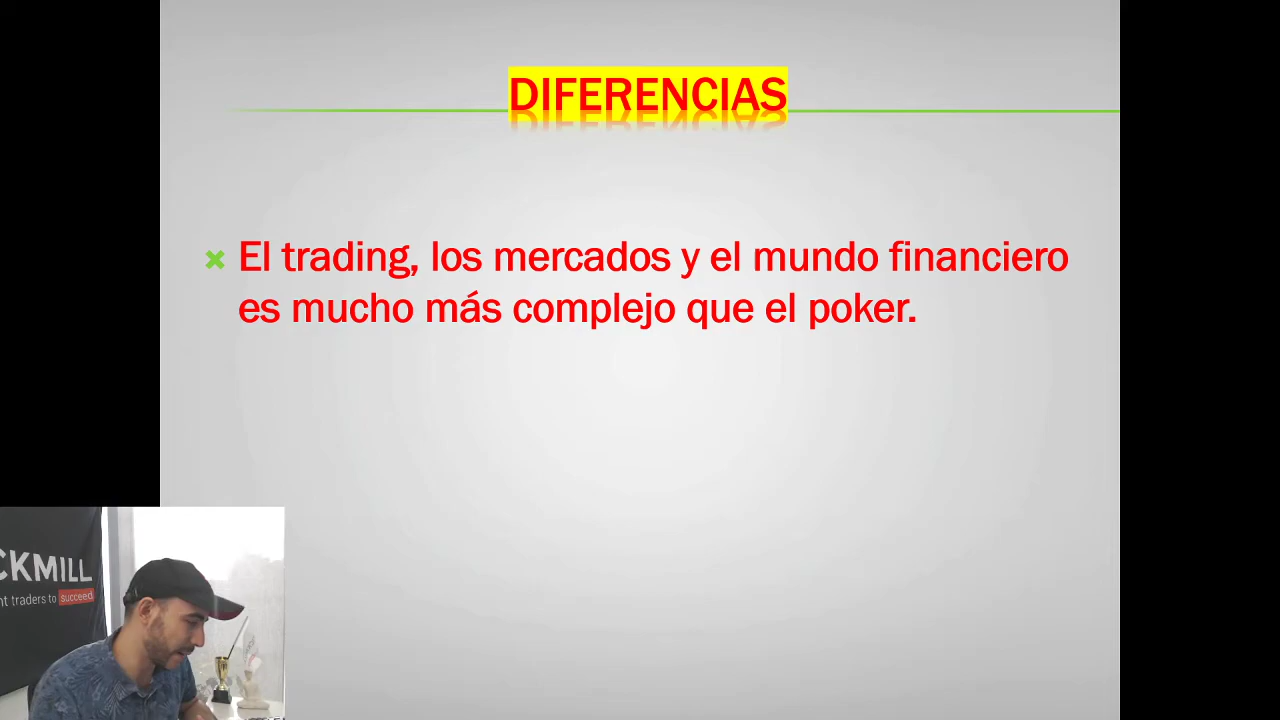 DIFERENCIAS
El trading, los mercados y el mundo financiero
es mucho más complejo que el poker.
CKMILL
nt traders to succeed